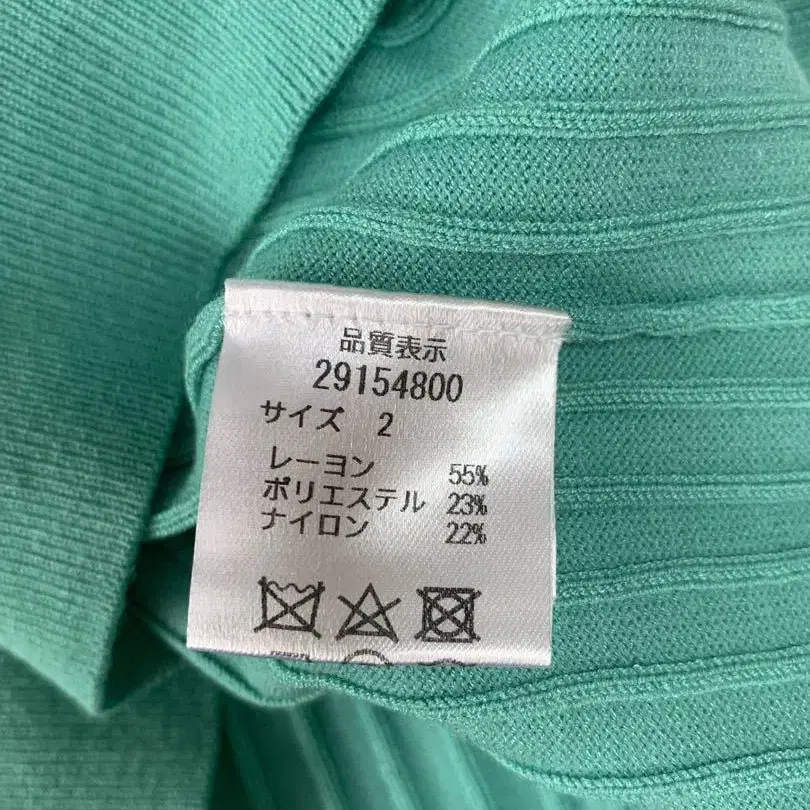 品質表示
29154800
サイズ 2
レーヨン 55%
ポリエステル 23%
ナイロン 22%